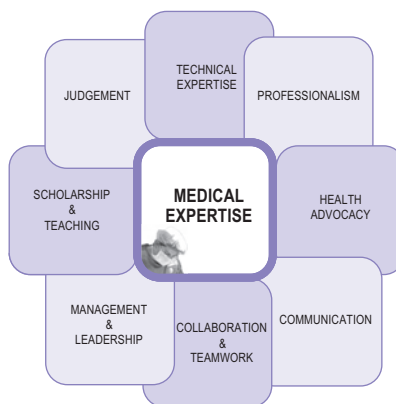 TECHNICAL
EXPERTISE
JUDGEMENT
PROFESSIONALISM
SCHOLARSHIP
&
TEACHING
MEDICAL
EXPERTISE
HEALTH
ADVOCACY
MANAGEMENT
&
LEADERSHIP
COLLABORATION
&
TEAMWORK
COMMUNICATION